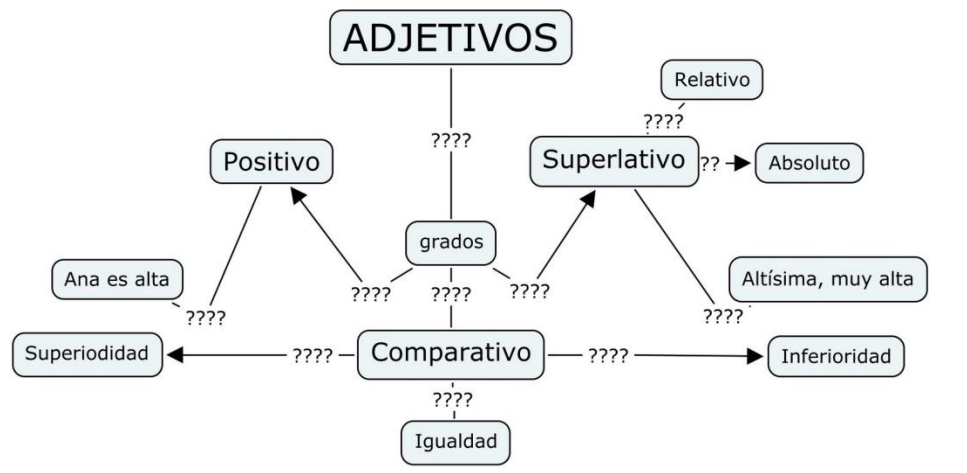 ADJETIVOS
Relativo
????
????
Positivo
Superlativo
??
Absoluto
grados
Ana es alta
????
????
????
Altísima, muy alta
????
????
Superiodidad
????
Comparativo
????
Inferioridad
????
Igualdad